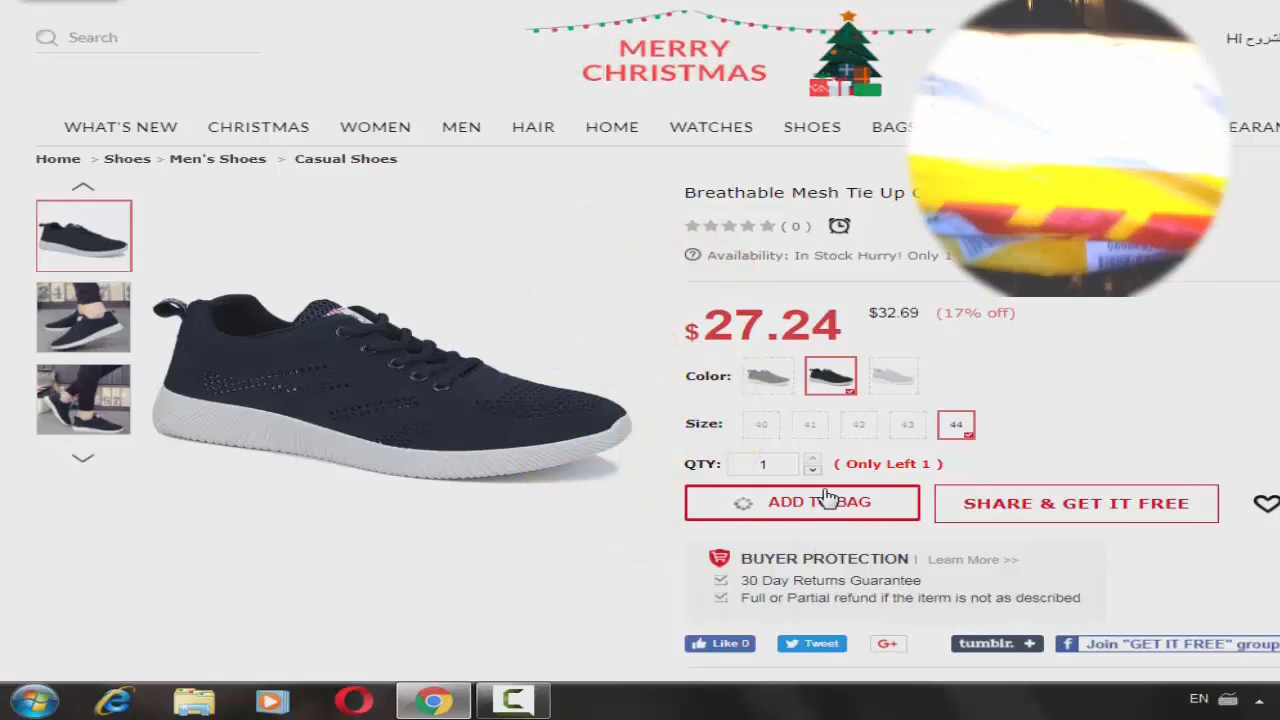 Search
MERRY
CHRISTMAS
Hi
WHAT'S NEW CHRISTMAS WOMEN MEN HAIR HOME WATCHES SHOES
Home > Shoes > Men's Shoes > Casual Shoes
Breathable Mesh Tie Up
( 0 )
Availability: In Stock Hurry! Only 1
$ 27.24 $32.69 (17% off)
Color:
Size: 40 41 42 43 44
QTY: 1 ( Only Left 1 )
ADD TO BAG SHARE & GET IT FREE
BUYER PROTECTION | Learn More >>
30 Day Returns Guarantee
Full or Partial refund if the iterm is not as described
Like 0 Tweet G+ tumblr. + f Join "GET IT FREE" group
EN